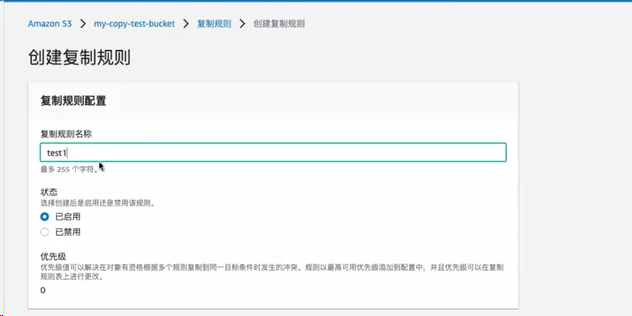 Amazon S3 > my-copy-test-bucket > 复制规则 > 创建复制规则
创建复制规则
复制规则配置
复制规则名称
test1
最多 255 个字符。
状态
选择创建后是启用还是禁用该规则。
已启用
已禁用
优先级
优先级值可以解决在对象有资格根据多个规则复制到同一目标条件时发生的冲突。规则以最高可用优先级添加到配置中，并且优先级可以在复制
规则表上进行更改。
0